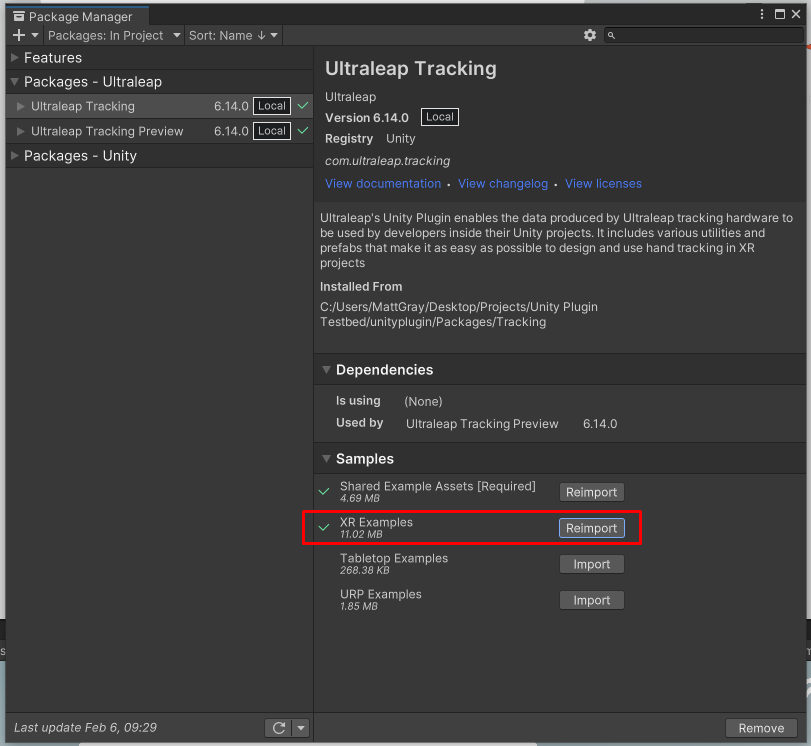 Package Manager
Packages: In Project Sort: Name ↓
Features
Packages - Ultraleap
Ultraleap Tracking 6.14.0 Local
Ultraleap Tracking Preview 6.14.0 Local
Packages - Unity
Ultraleap Tracking
Ultraleap
Version 6.14.0 Local
Registry Unity
com.ultraleap.tracking
View documentation • View changelog • View licenses
Ultraleap's Unity Plugin enables the data produced by Ultraleap tracking hardware to
be used by developers inside their Unity projects. It includes various utilities and
prefabs that make it as easy as possible to design and use hand tracking in XR
projects
Installed From
C:/Users/MattGray/Desktop/Projects/Unity Plugin
Testbed/unityplugin/Packages/Tracking
Dependencies
Is using (None)
Used by Ultraleap Tracking Preview 6.14.0
Samples
Shared Example Assets [Required] Reimport
4.69 MB
XR Examples Reimport
11.02 MB
Tabletop Examples Import
268.38 KB
URP Examples Import
1.85 MB
Last update Feb 6, 09:29 Remove